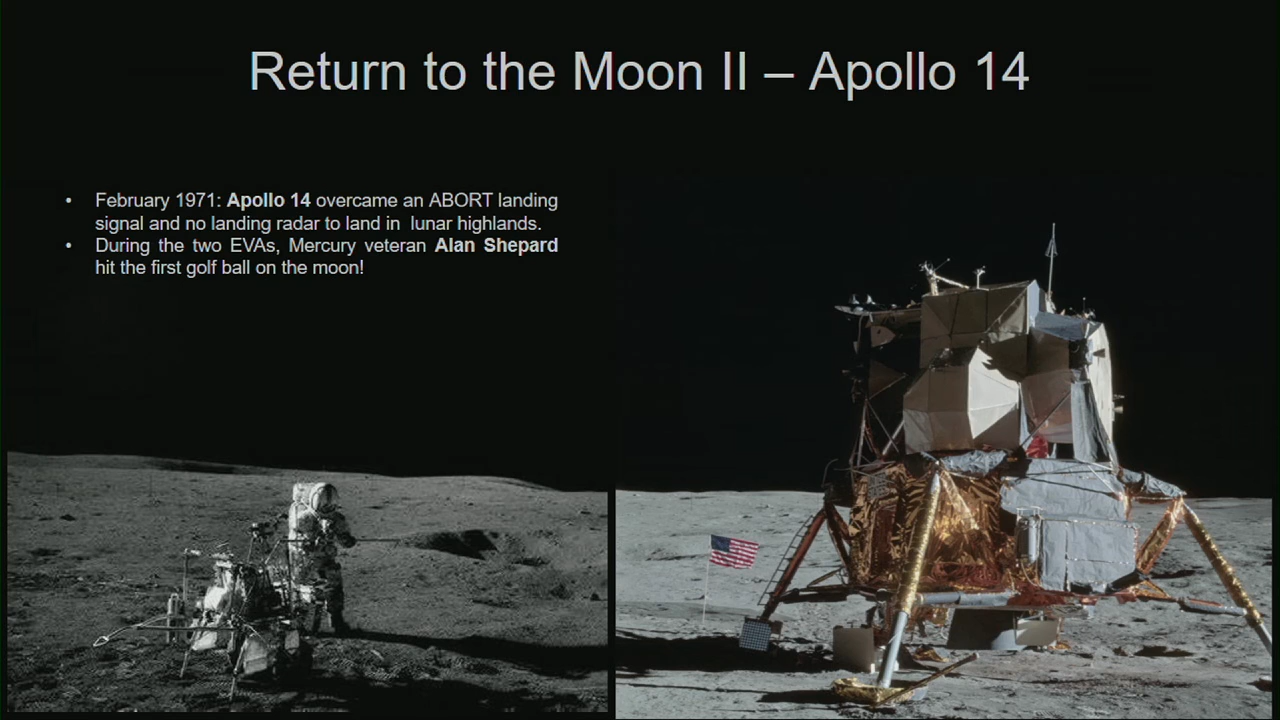 Return to the Moon II – Apollo 14
• February 1971: Apollo 14 overcame an ABORT landing
signal and no landing radar to land in lunar highlands.
• During the two EVAs, Mercury veteran Alan Shepard
hit the first golf ball on the moon!